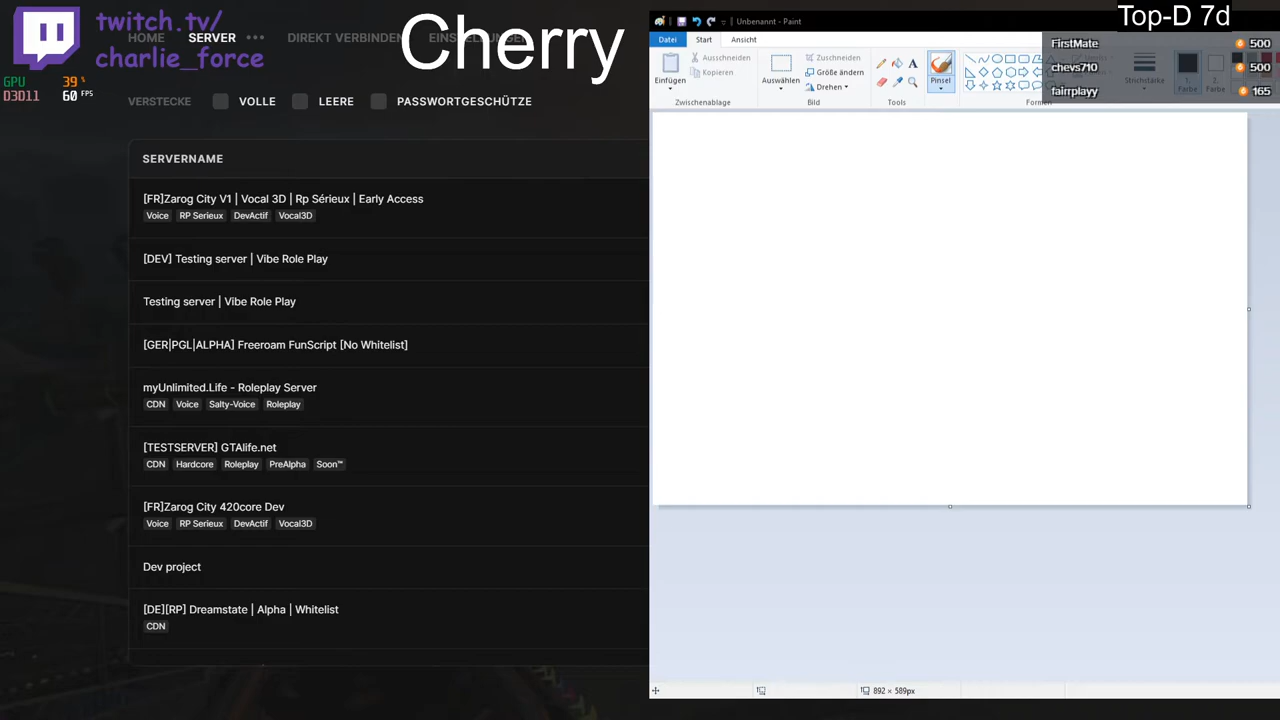 twitch.tv/
charlie_force
Cherry
HOME SERVER ••• DIREKT VERBINDEN
GPU 39 %
D3D11 60 FPS
VERSTECKE VOLLE LEERE PASSWORTGESCHÜTZE
SERVERNAME
[FR]Zarog City V1 | Vocal 3D | Rp Sérieux | Early Access
Voice RP Serieux DevActif Vocal3D
[DEV] Testing server | Vibe Role Play
Testing server | Vibe Role Play
[GER|PGL|ALPHA] Freeroam FunScript [No Whitelist]
myUnlimited.Life - Roleplay Server
CDN Voice Salty-Voice Roleplay
[TESTSERVER] GTAlife.net
CDN Hardcore Roleplay PreAlpha Soon™
[FR]Zarog City 420core Dev
Voice RP Serieux DevActif Vocal3D
Dev project
[DE][RP] Dreamstate | Alpha | Whitelist
CDN
Unbenannt - Paint
Top-D 7d
Datei Start Ansicht
FirstMate 500
chevs710 500
fairrplayy 165
Einfügen
Ausschneiden
Kopieren
Zwischenablage
Auswählen
Zuschneiden
Größe ändern
Drehen
Bild
A
Tools
Pinsel
Strichstärke
1.
Farbe
2.
Farbe
892 × 589px